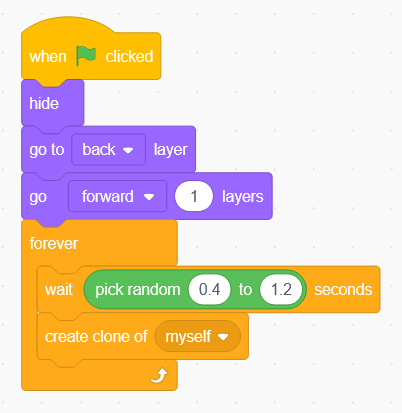 when clicked
hide
go to back layer
go forward 1 layers
forever
wait pick random 0.4 to 1.2 seconds
create clone of myself